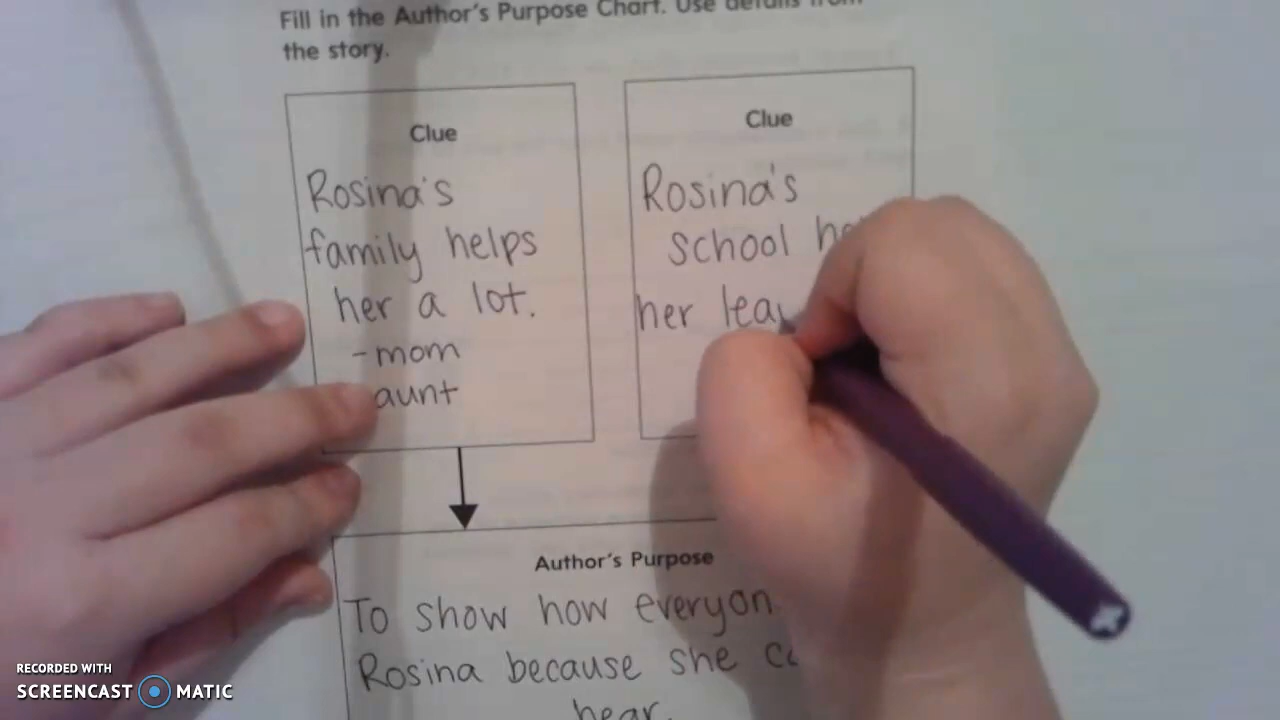 Fill in the Author's Purpose Chart. Use details from
the story.
Clue
Rosina's
family helps
her a lot.
-mom
aunt
Clue
Rosina's
school
her
Author's Purpose
To show how
Rosina because she
hear.
RECORDED WITH
SCREENCAST MATIC